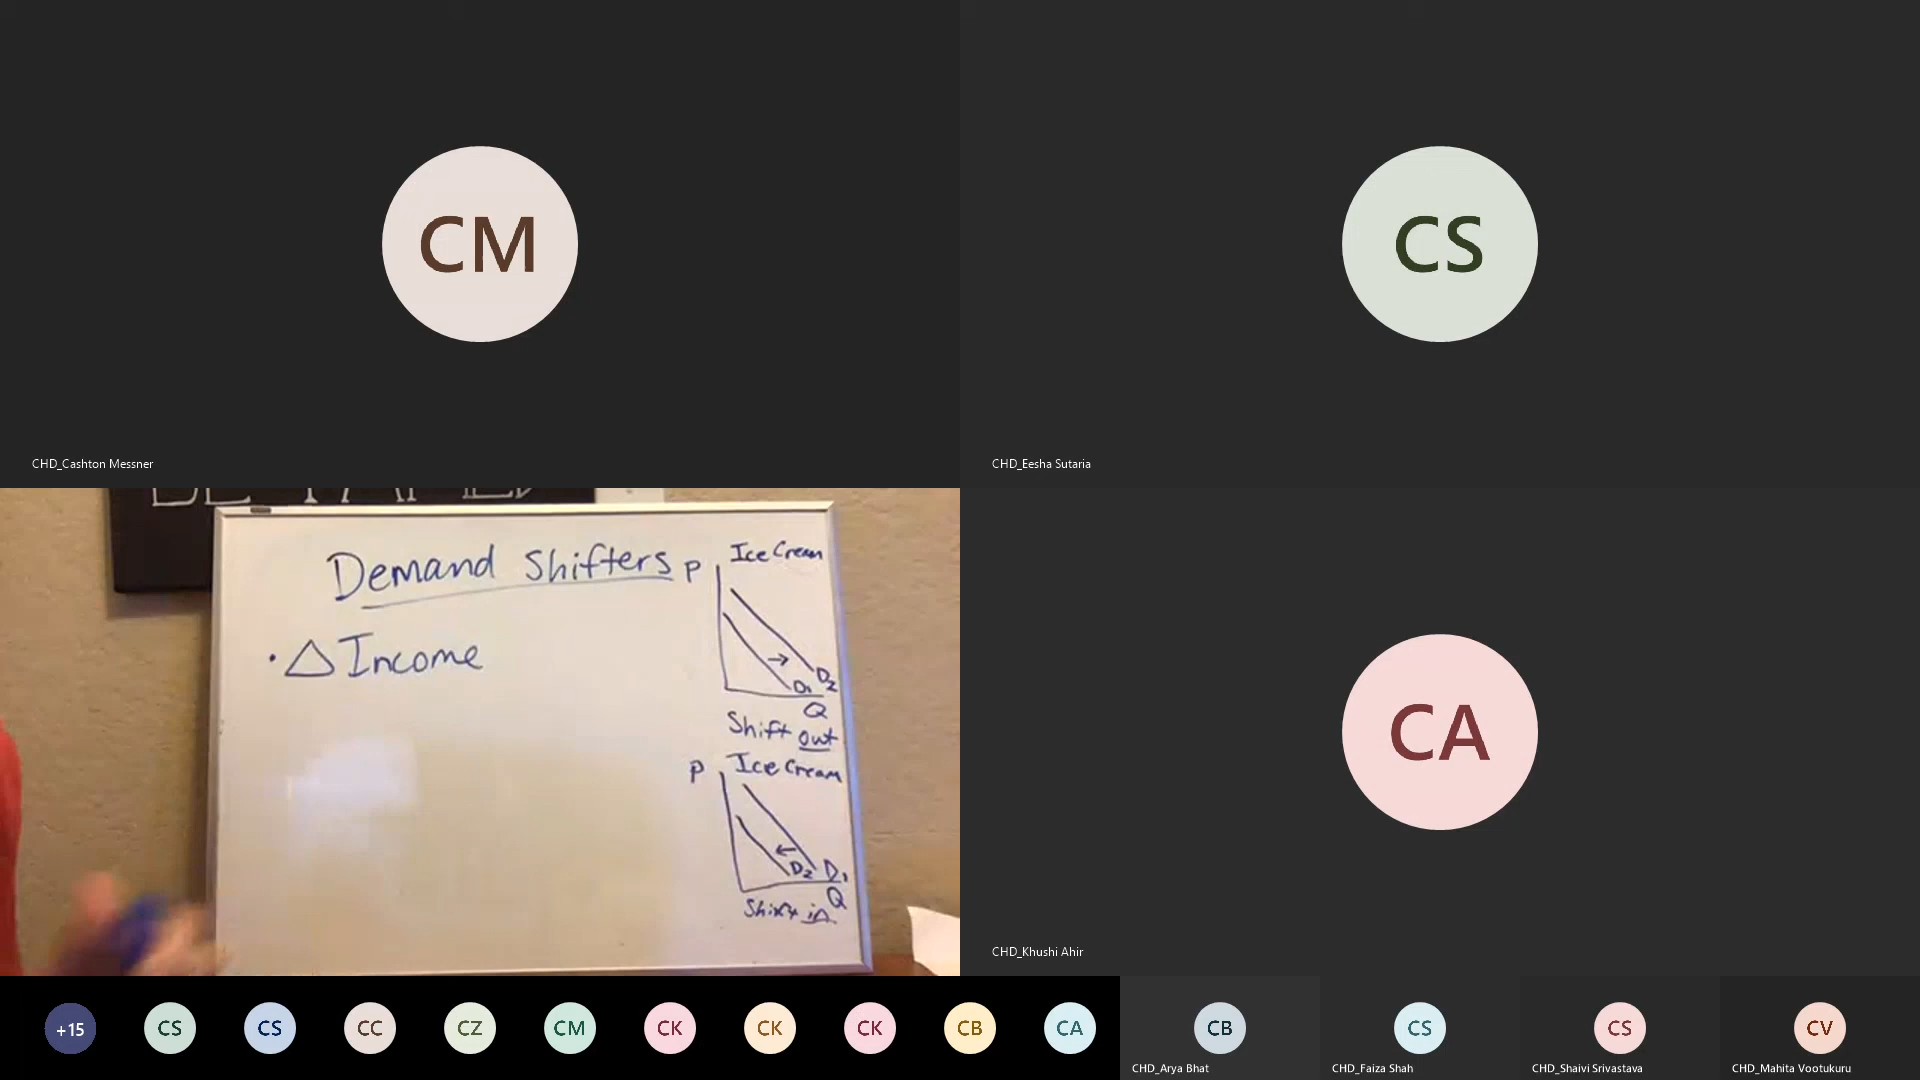 CM
CHD_Cashton Messner
CS
CHD_Eesha Sutaria
Demand Shifters
• △ Income
Ice Cream
P
D1
D2
Q
Shift out
Ice Cream
P
D2
D1
Q
Shift in
CA
CHD_Khushi Ahir
+15
CS
CS
CC
CZ
CM
CK
CK
CK
CB
CA
CB
CHD_Arya Bhat
CS
CHD_Faiza Shah
CS
CHD_Shaivi Srivastava
CV
CHD_Mahita Vootukuru